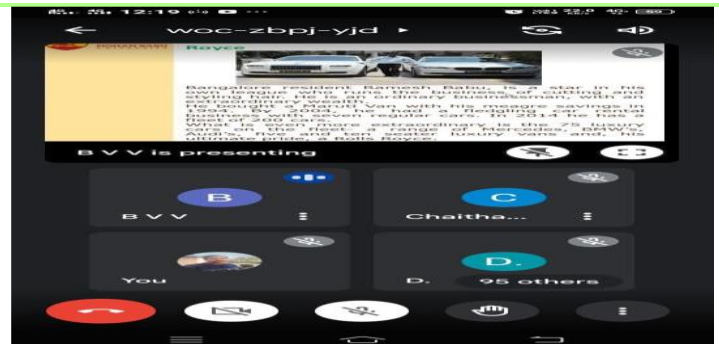 12:19
woc-zbpj-yjd
Royce
Bangalore resident Ramesh Babu, is a star in his
own league who runs the business, of cutting and
styling hair. He is an ordinary businessman, with an
extraordinary wealth.
He bought a Maruti Van with his meagre savings in
1994. By 2004, he had a fledgling car rental
business with seven regular cars. In 2014 he has a
fleet of 200 cars.
What is even more extraordinary is the 75 luxury
cars on the fleet- a range of Mercedes, BMW's,
Audi's, five and ten seater luxury vans and, his
ultimate pride, a Rolls Royce.
B V V is presenting
B
C
B V V
Chaitha...
D.
You
D.
95 others